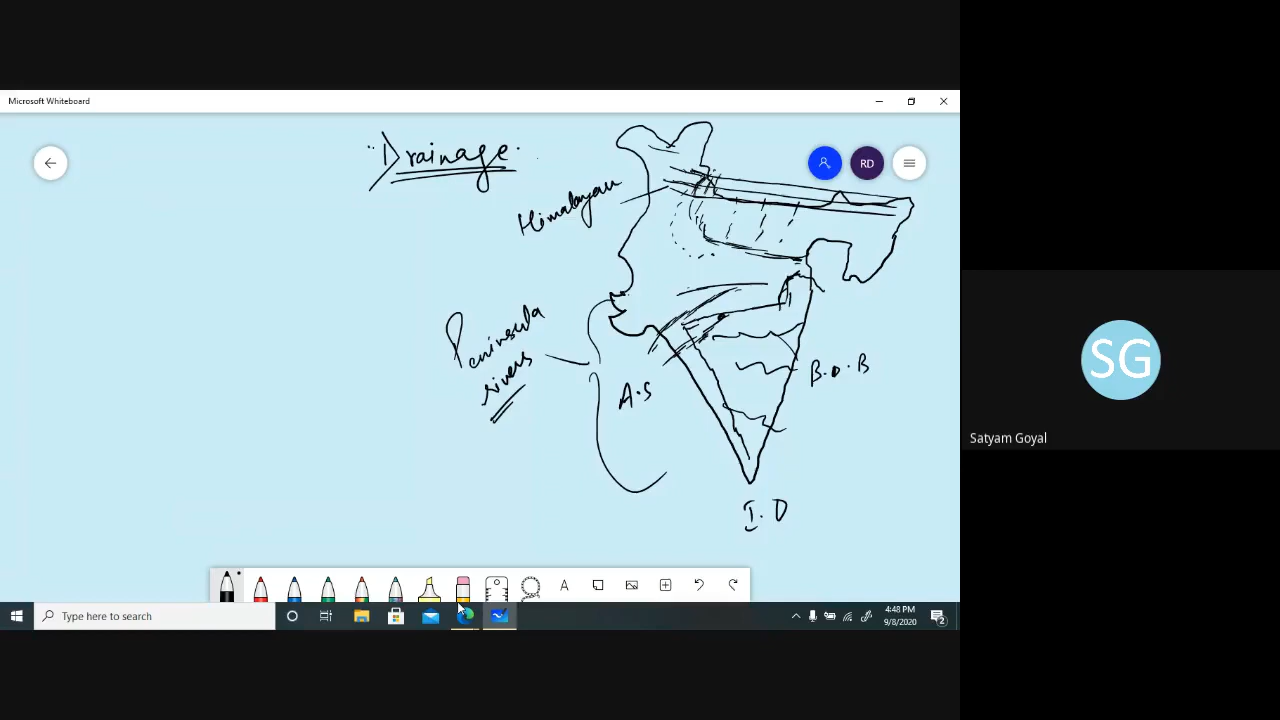 Microsoft Whiteboard
Drainage
RD
Himalayan
Peninsula
rivers
A.S
B.O.B
I.O
SG
Satyam Goyal
A
Type here to search
4:48 PM
9/8/2020
2